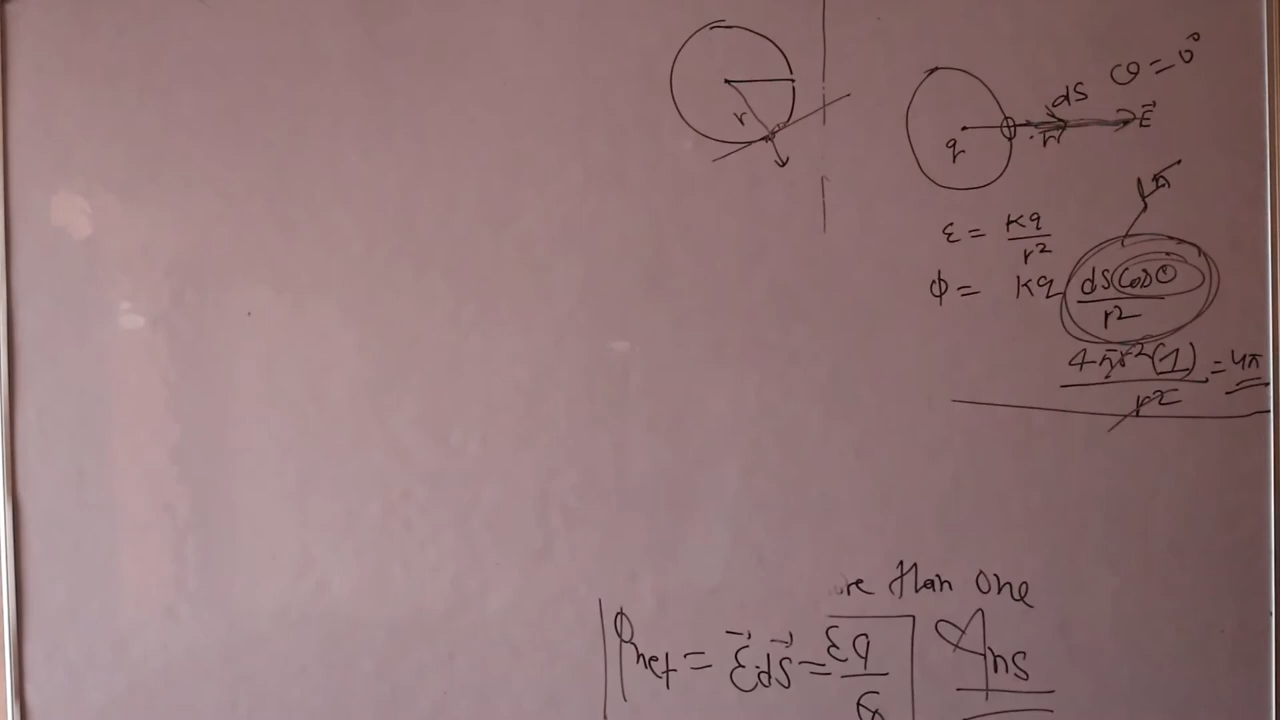 r
dS θ = 0°
E⃗
q
n
ε = Kq / r²
π
φ = Kq dS Cosθ / r²
4πr²(1) / r² = 4π
re than one
φnet = ε⃗.dS⃗ = Σq / ε Ans